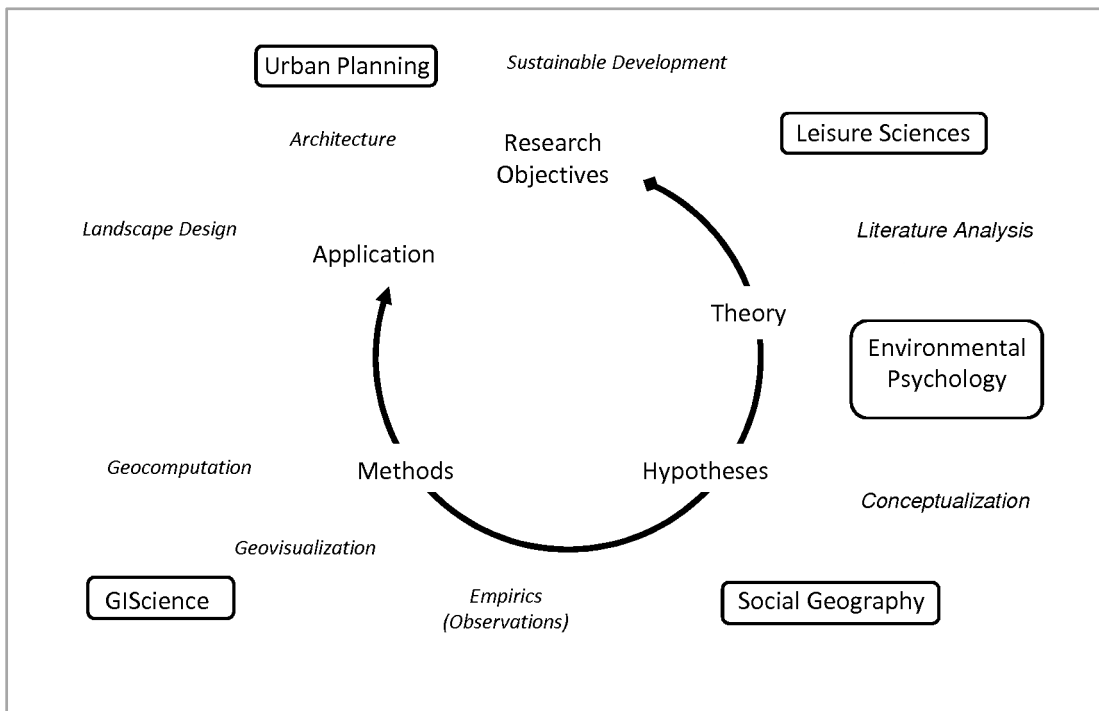 Urban Planning
Sustainable Development
Architecture
Research
Objectives
Leisure Sciences
Landscape Design
Application
Literature Analysis
Theory
Environmental
Psychology
Geocomputation
Methods
Hypotheses
Conceptualization
Geovisualization
GIScience
Empirics
(Observations)
Social Geography